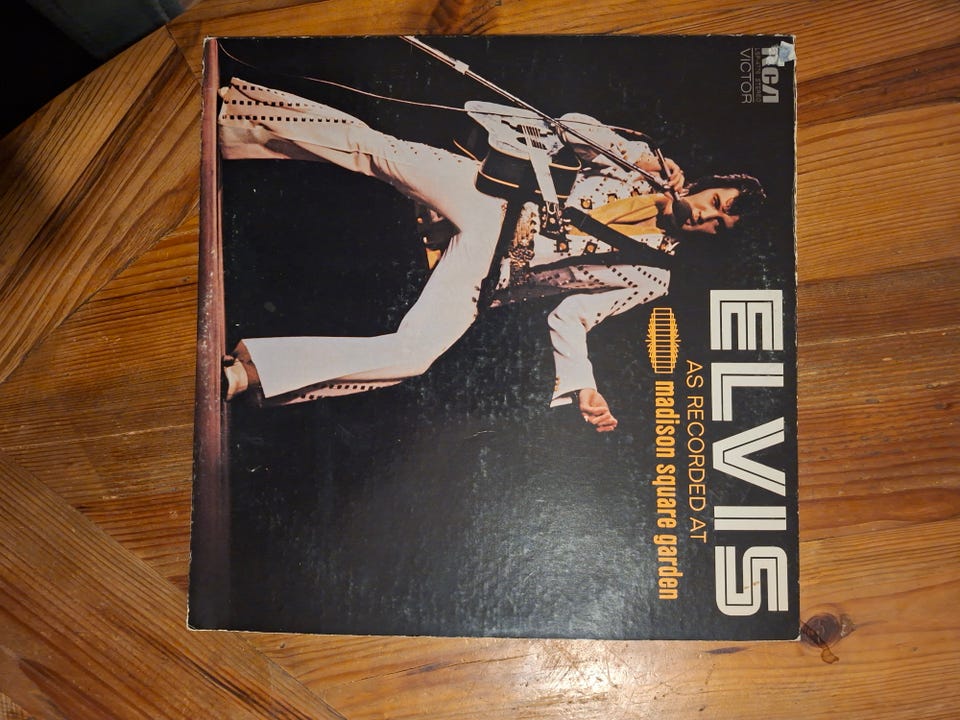 RCA
VICTOR
ELVIS
AS RECORDED AT
madison square garden